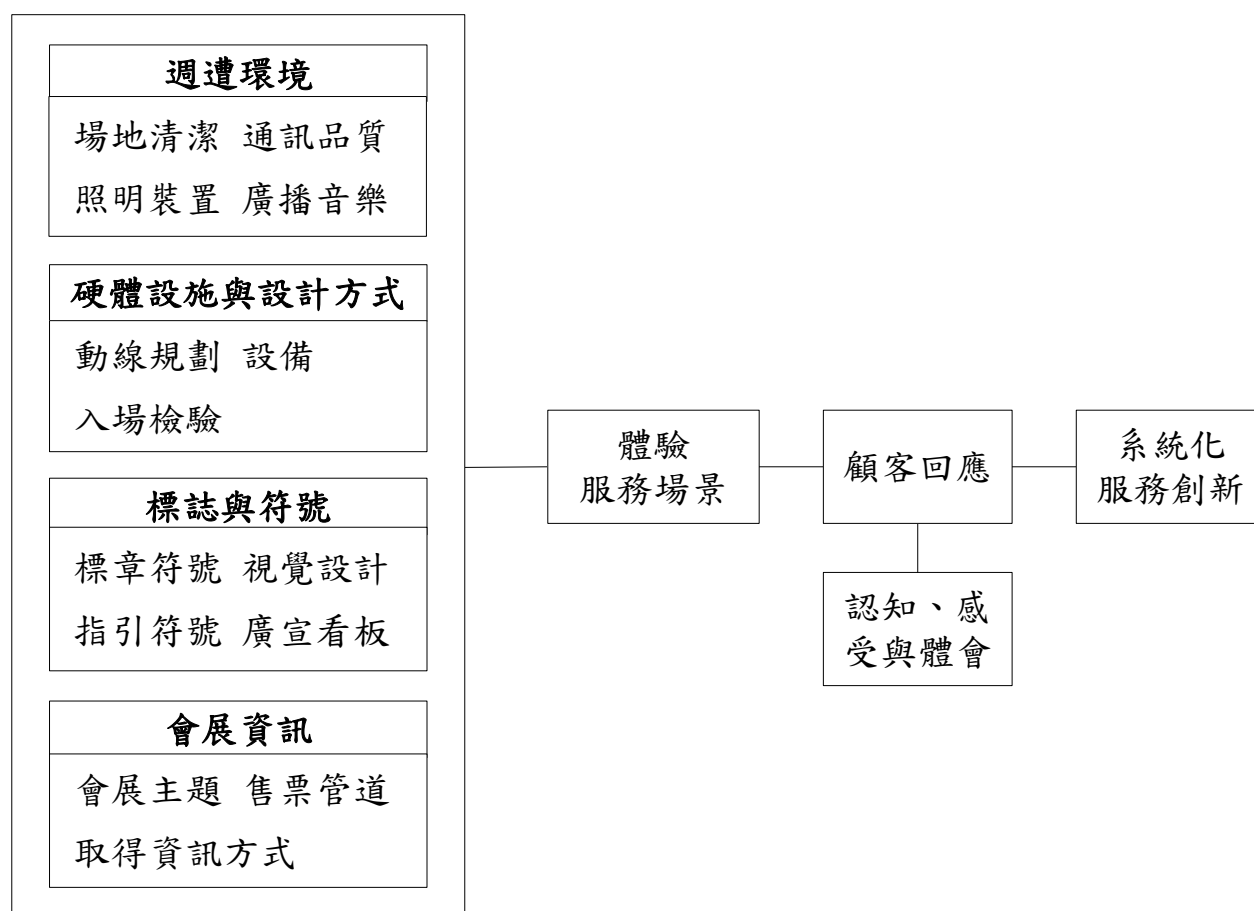 週遭環境
場地清潔 通訊品質
照明裝置 廣播音樂
硬體設施與設計方式
動線規劃 設備
入場檢驗
標誌與符號
標章符號 視覺設計
指引符號 廣宣看板
會展資訊
會展主題 售票管道
取得資訊方式
體驗
服務場景
顧客回應
認知、感
受與體會
系統化
服務創新